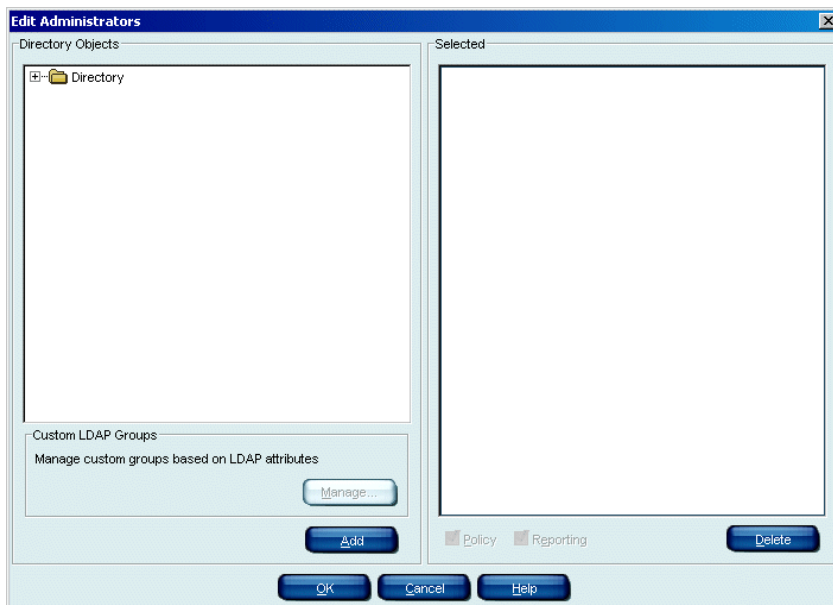 Edit Administrators
Directory Objects
Directory
Custom LDAP Groups
Manage custom groups based on LDAP attributes
Manage...
Add
Selected
Policy
Reporting
Delete
OK
Cancel
Help